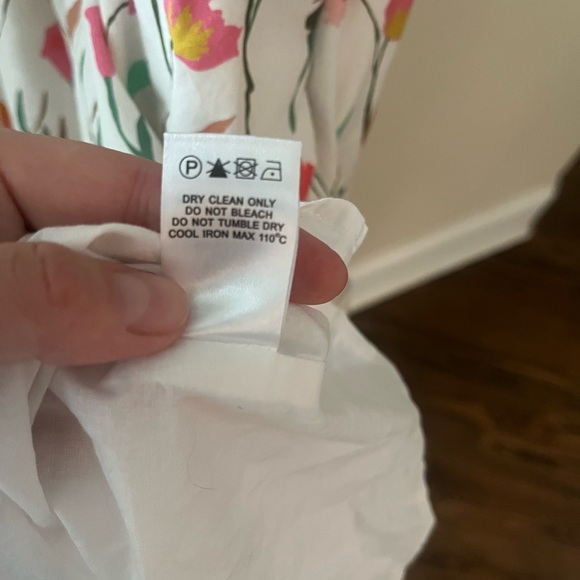 P
DRY CLEAN ONLY
DO NOT BLEACH
DO NOT TUMBLE DRY
COOL IRON MAX 110°C